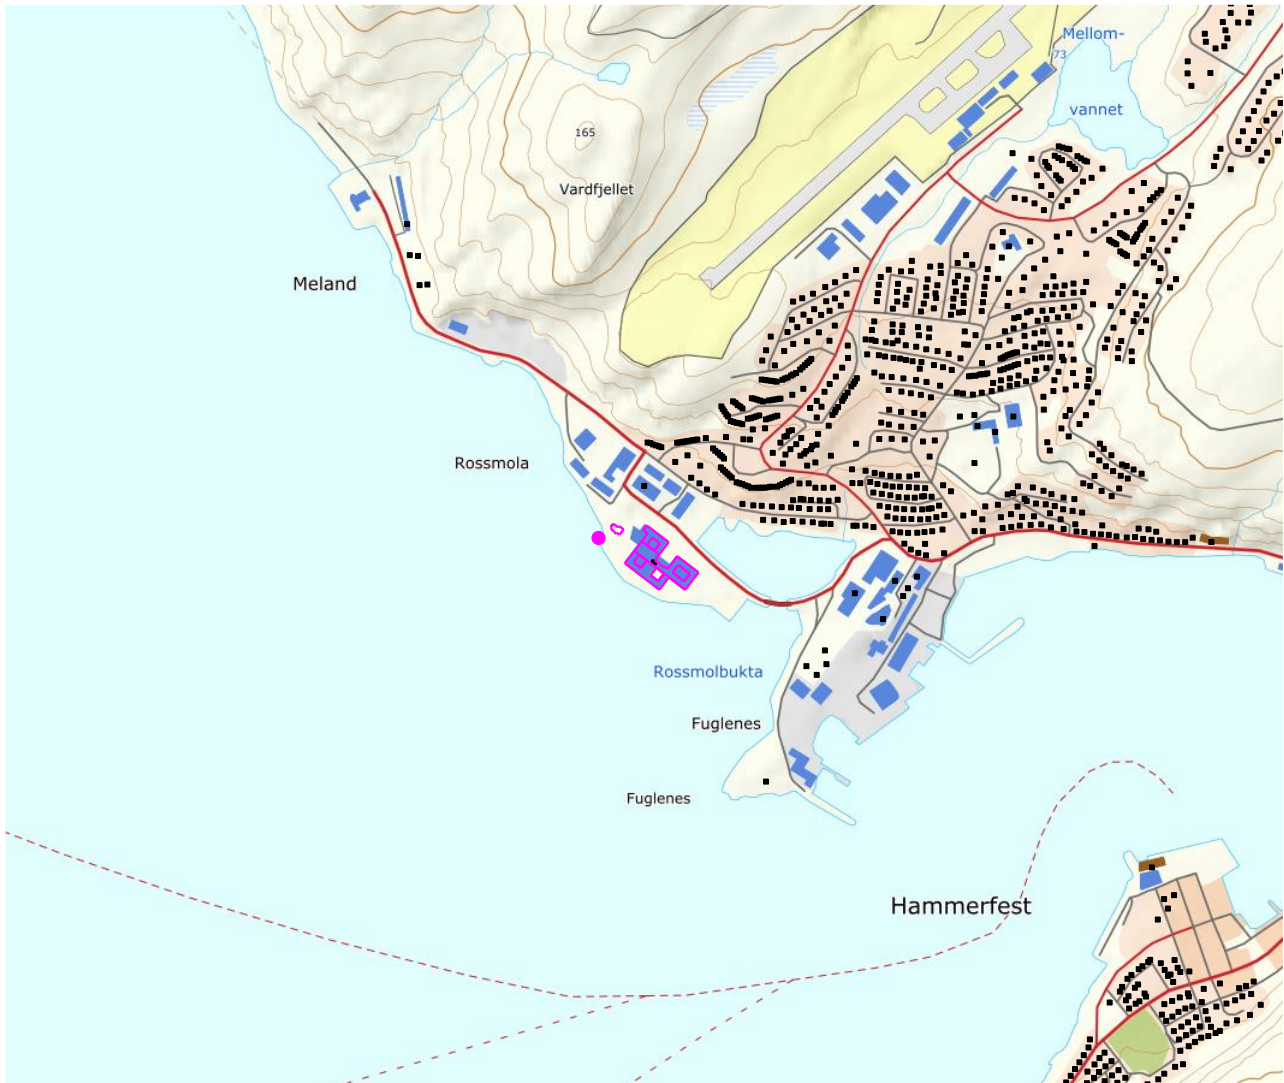 Mellom-
73
vannet
165
Vardfjellet
Meland
Rossmola
Rossmolbukta
Fuglenes
Fuglenes
Hammerfest